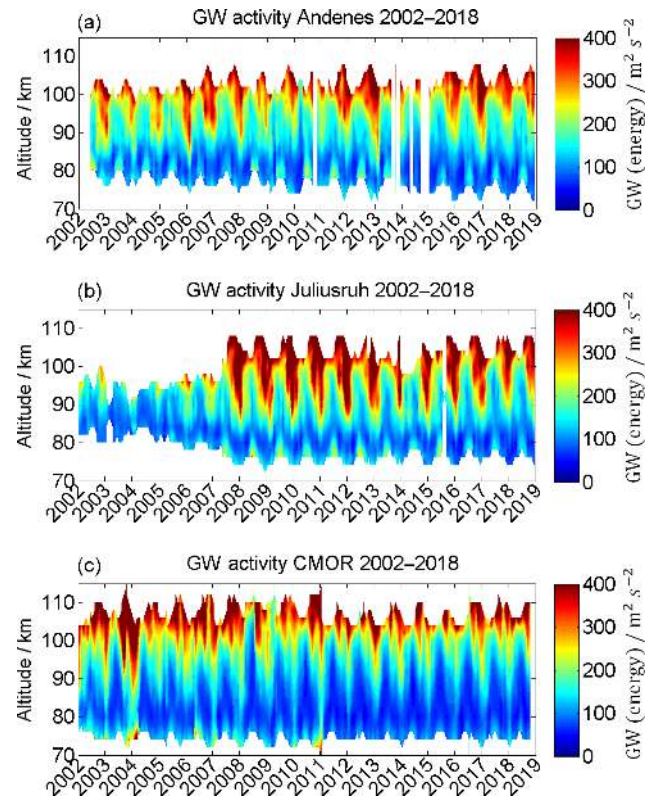 (a) GW activity Andenes 2002–2018
Altitude / km
110
100
90
80
70
2002 2003 2004 2005 2006 2007 2008 2009 2010 2011 2012 2013 2014 2015 2016 2017 2018 2019
400
300
200
100
0
GW (energy) / m² s⁻²
(b) GW activity Juliusruh 2002–2018
Altitude / km
110
100
90
80
70
2002 2003 2004 2005 2006 2007 2008 2009 2010 2011 2012 2013 2014 2015 2016 2017 2018 2019
400
300
200
100
0
GW (energy) / m² s⁻²
(c) GW activity CMOR 2002–2018
Altitude / km
110
100
90
80
70
2002 2003 2004 2005 2006 2007 2008 2009 2010 2011 2012 2013 2014 2015 2016 2017 2018 2019
400
300
200
100
0
GW (energy) / m² s⁻²